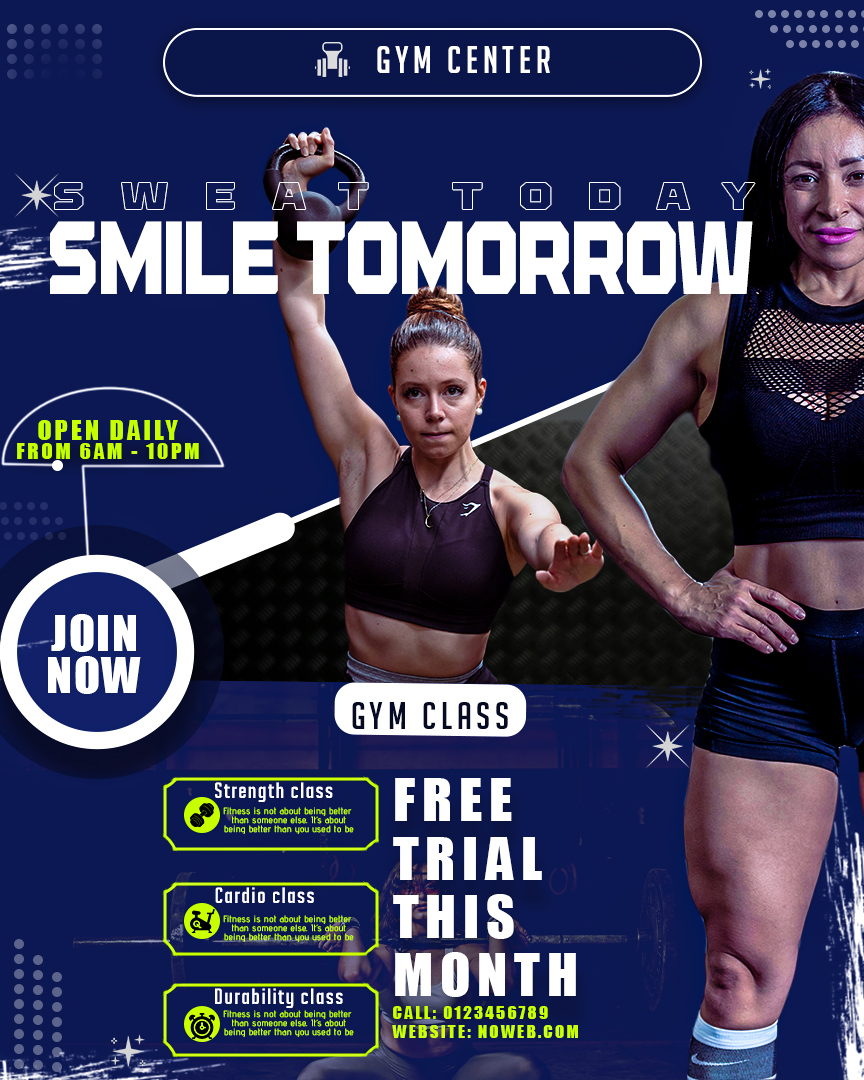 GYM CENTER
SWEAT TODAY
SMILE TOMORROW
OPEN DAILY
FROM 6AM - 10PM
JOIN
NOW
GYM CLASS
Strength class
Fitness is not about being better
than someone else. It's about
being better than you used to be
Cardio class
Fitness is not about being better
than someone else. It's about
being better than you used to be
Durability class
Fitness is not about being better
than someone else. It's about
being better than you used to be
FREE
TRIAL
THIS
MONTH
CALL: 0123456789
WEBSITE: NOWEB.COM